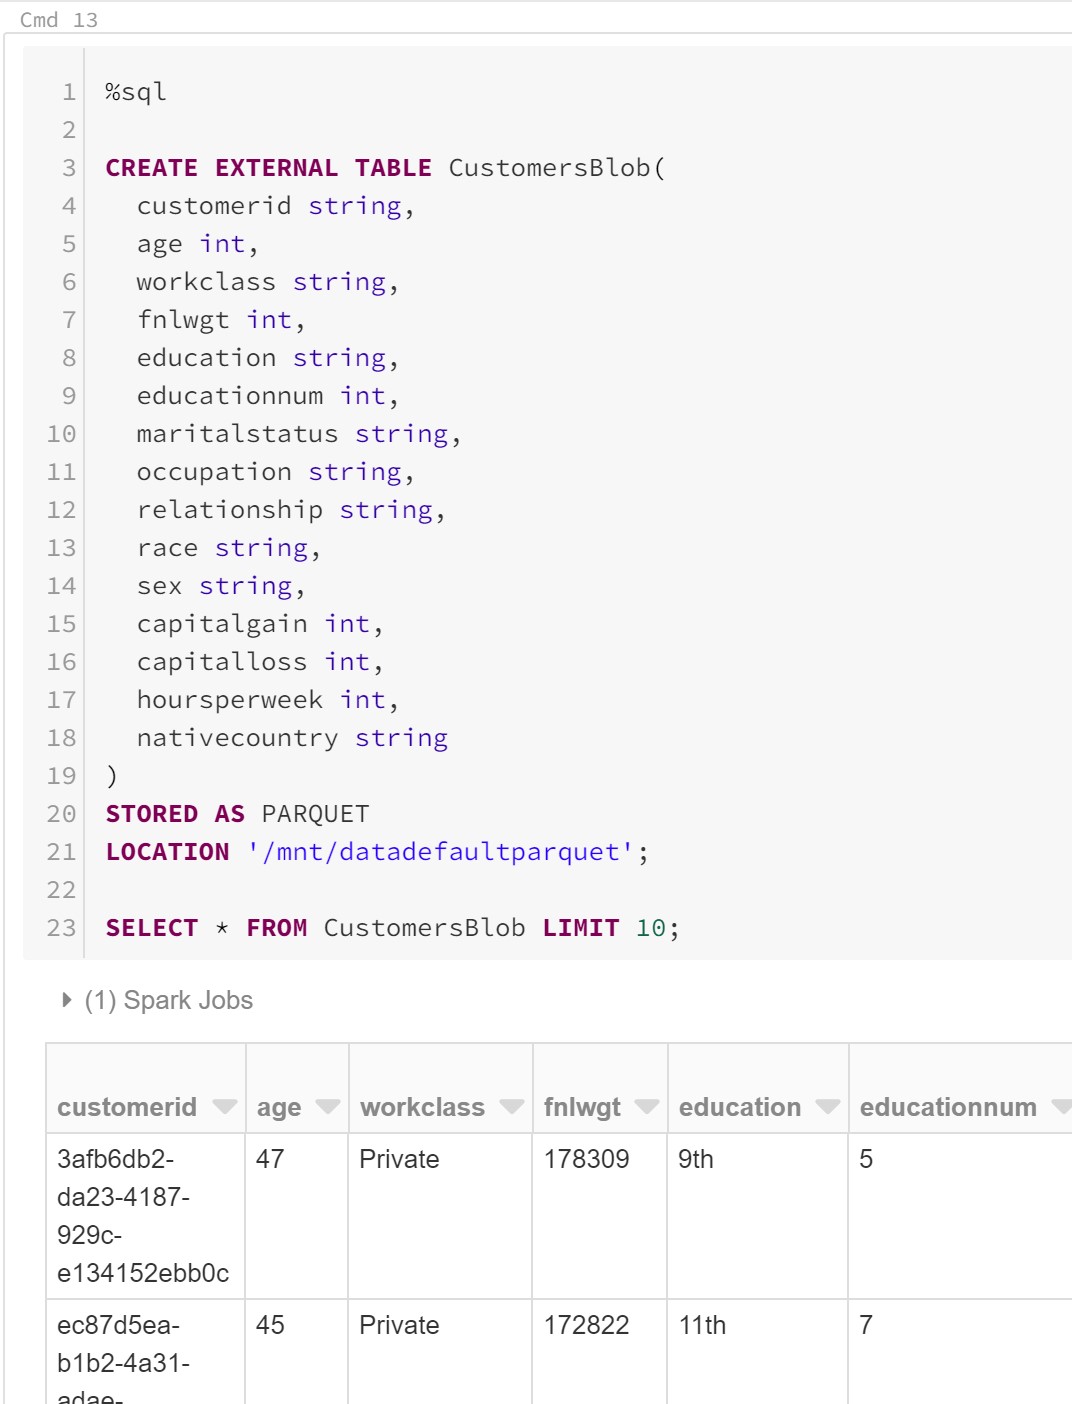 Cmd 13
1 %sql
2
3 CREATE EXTERNAL TABLE CustomersBlob(
4 customerid string,
5 age int,
6 workclass string,
7 fnlwgt int,
8 education string,
9 educationnum int,
10 maritalstatus string,
11 occupation string,
12 relationship string,
13 race string,
14 sex string,
15 capitalgain int,
16 capitalloss int,
17 hoursperweek int,
18 nativecountry string
19 )
20 STORED AS PARQUET
21 LOCATION '/mnt/datadefaultparquet';
22
23 SELECT * FROM CustomersBlob LIMIT 10;
(1) Spark Jobs
customerid age workclass fnlwgt education educationnum
3afb6db2- 47 Private 178309 9th 5
da23-4187-
929c-
e134152ebb0c
ec87d5ea- 45 Private 172822 11th 7
b1b2-4a31-
adae-